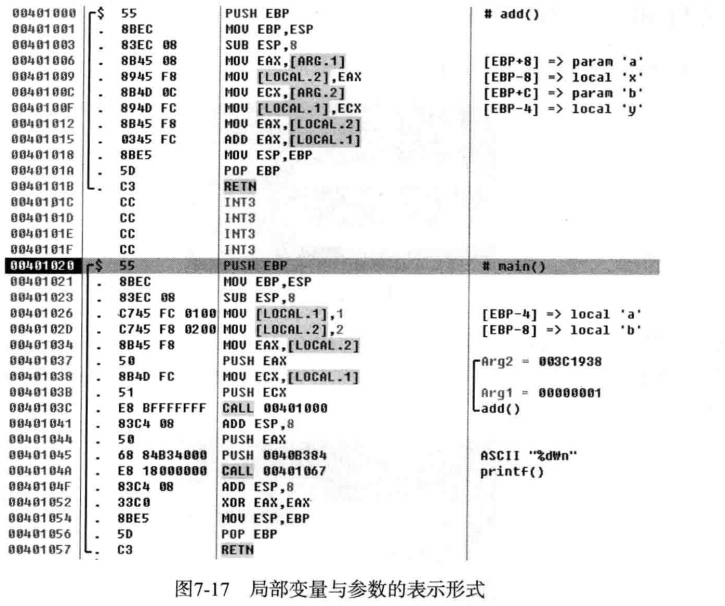 00401000 $ 55 PUSH EBP # add()
00401001 . 8BEC MOV EBP,ESP
00401003 . 83EC 08 SUB ESP,8
00401006 . 8B45 08 MOV EAX,[ARG.1] [EBP+8] => param 'a'
00401009 . 8945 F8 MOV [LOCAL.2],EAX [EBP-8] => local 'x'
0040100C . 8B4D 0C MOV ECX,[ARG.2] [EBP+C] => param 'b'
0040100F . 894D FC MOV [LOCAL.1],ECX [EBP-4] => local 'y'
00401012 . 8B45 F8 MOV EAX,[LOCAL.2]
00401015 . 0345 FC ADD EAX,[LOCAL.1]
00401018 . 8BE5 MOV ESP,EBP
0040101A . 5D POP EBP
0040101B . C3 RETN
0040101C CC INT3
0040101D CC INT3
0040101E CC INT3
0040101F CC INT3
00401020 $ 55 PUSH EBP # main()
00401021 . 8BEC MOV EBP,ESP
00401023 . 83EC 08 SUB ESP,8
00401026 . C745 FC 0100 MOV [LOCAL.1],1 [EBP-4] => local 'a'
0040102D . C745 F8 0200 MOV [LOCAL.2],2 [EBP-8] => local 'b'
00401034 . 8B45 F8 MOV EAX,[LOCAL.2]
00401037 . 50 PUSH EAX Arg2 = 003C1938
00401038 . 8B4D FC MOV ECX,[LOCAL.1]
0040103B . 51 PUSH ECX Arg1 = 00000001
0040103C . E8 BFFFFFFF CALL 00401000 add()
00401041 . 83C4 08 ADD ESP,8
00401044 . 50 PUSH EAX
00401045 . 68 84B34000 PUSH 0040B384 ASCII "%d₩n"
0040104A . E8 18000000 CALL 00401067 printf()
0040104F . 83C4 08 ADD ESP,8
00401052 . 33C0 XOR EAX,EAX
00401054 . 8BE5 MOV ESP,EBP
00401056 . 5D POP EBP
00401057 . C3 RETN
图7-17 局部变量与参数的表示形式